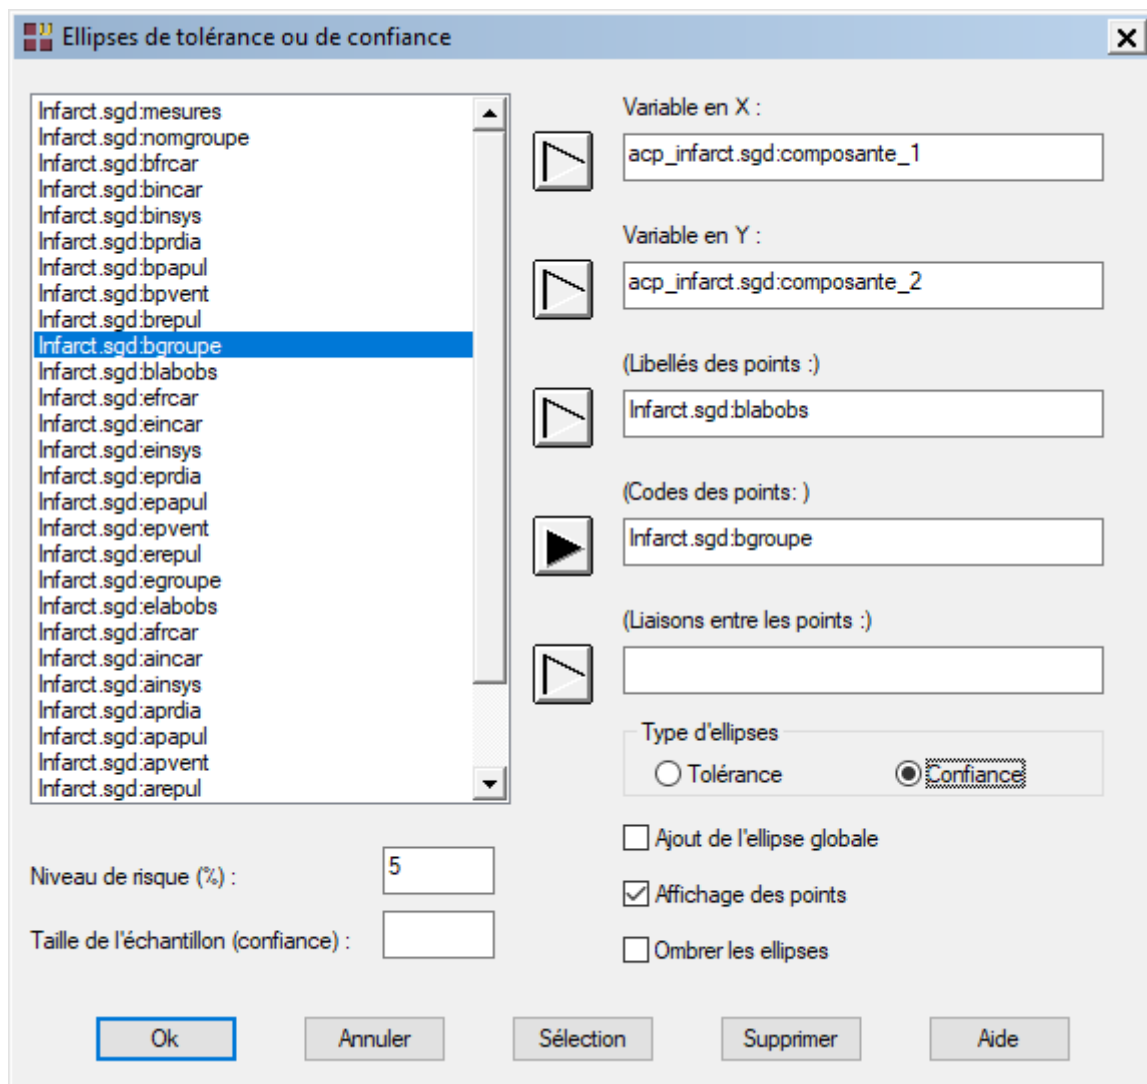 Ellipses de tolérance ou de confiance
Infarct.sgd:mesures
Infarct.sgd:nomgroupe
Infarct.sgd:bfrcar
Infarct.sgd:bincar
Infarct.sgd:binsys
Infarct.sgd:bprdia
Infarct.sgd:bpapul
Infarct.sgd:bpvent
Infarct.sgd:brepul
Infarct.sgd:bgroupe
Infarct.sgd:blabobs
Infarct.sgd:efrcar
Infarct.sgd:eincar
Infarct.sgd:einsys
Infarct.sgd:eprdia
Infarct.sgd:epapul
Infarct.sgd:epvent
Infarct.sgd:erepul
Infarct.sgd:egroupe
Infarct.sgd:elabobs
Infarct.sgd:afrcar
Infarct.sgd:aincar
Infarct.sgd:ainsys
Infarct.sgd:aprdia
Infarct.sgd:apapul
Infarct.sgd:apvent
Infarct.sgd:arepul
Variable en X :
acp_infarct.sgd:composante_1
Variable en Y :
acp_infarct.sgd:composante_2
(Libellés des points :)
Infarct.sgd:blabobs
(Codes des points: )
Infarct.sgd:bgroupe
(Liaisons entre les points :)
Type d'ellipses
Tolérance Confiance
Ajout de l'ellipse globale
Affichage des points
Ombrer les ellipses
Niveau de risque (%) : 5
Taille de l'échantillon (confiance) :
Ok Annuler Sélection Supprimer Aide